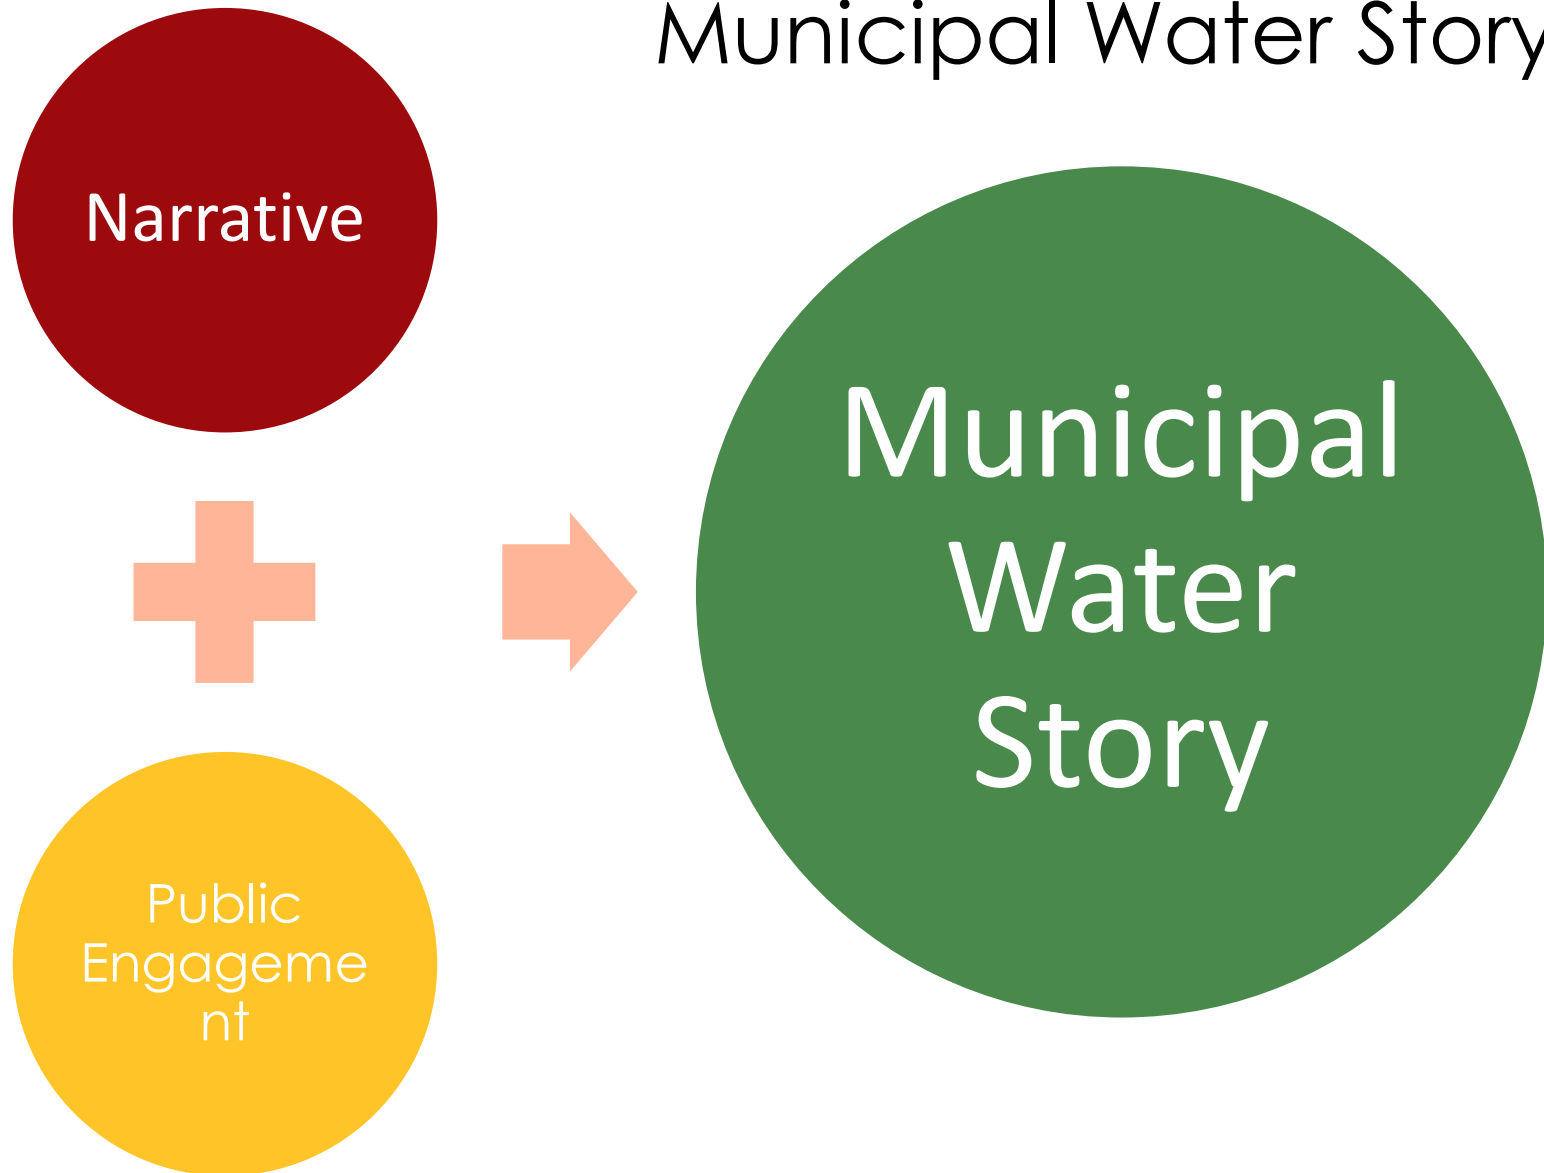 Municipal Water Story
Narrative
Public
Engageme
nt
Municipal
Water
Story